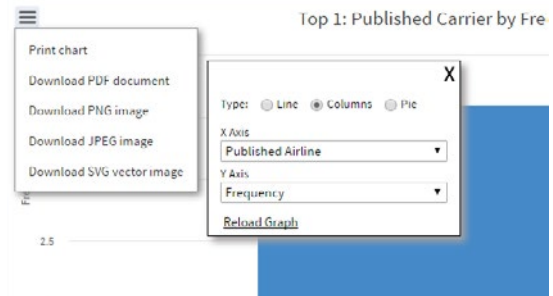 Top 1: Published Carrier by Fre
Print chart
Download PDF document
Download PNG image
Download JPEG image
Download SVG vector image
X
Type: Line Columns Pie
X Axis
Published Airline
Y Axis
Frequency
Reload Graph
Fre
2.5